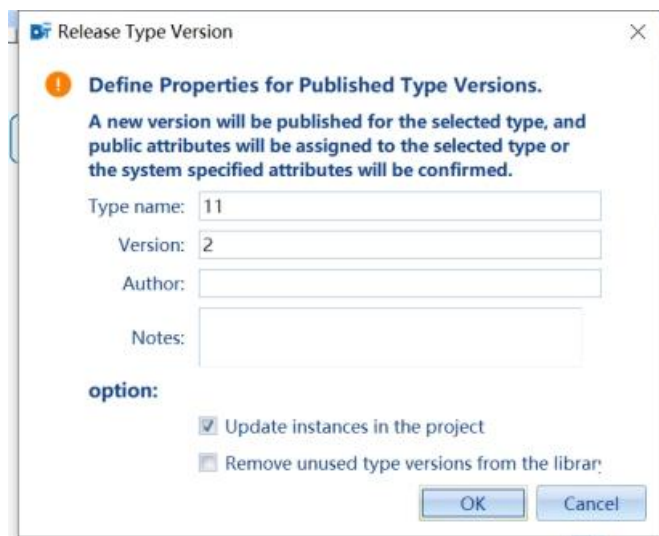 Release Type Version
Define Properties for Published Type Versions.
A new version will be published for the selected type, and
public attributes will be assigned to the selected type or
the system specified attributes will be confirmed.
Type name: 11
Version: 2
Author:
Notes:
option:
Update instances in the project
Remove unused type versions from the
OK Cancel